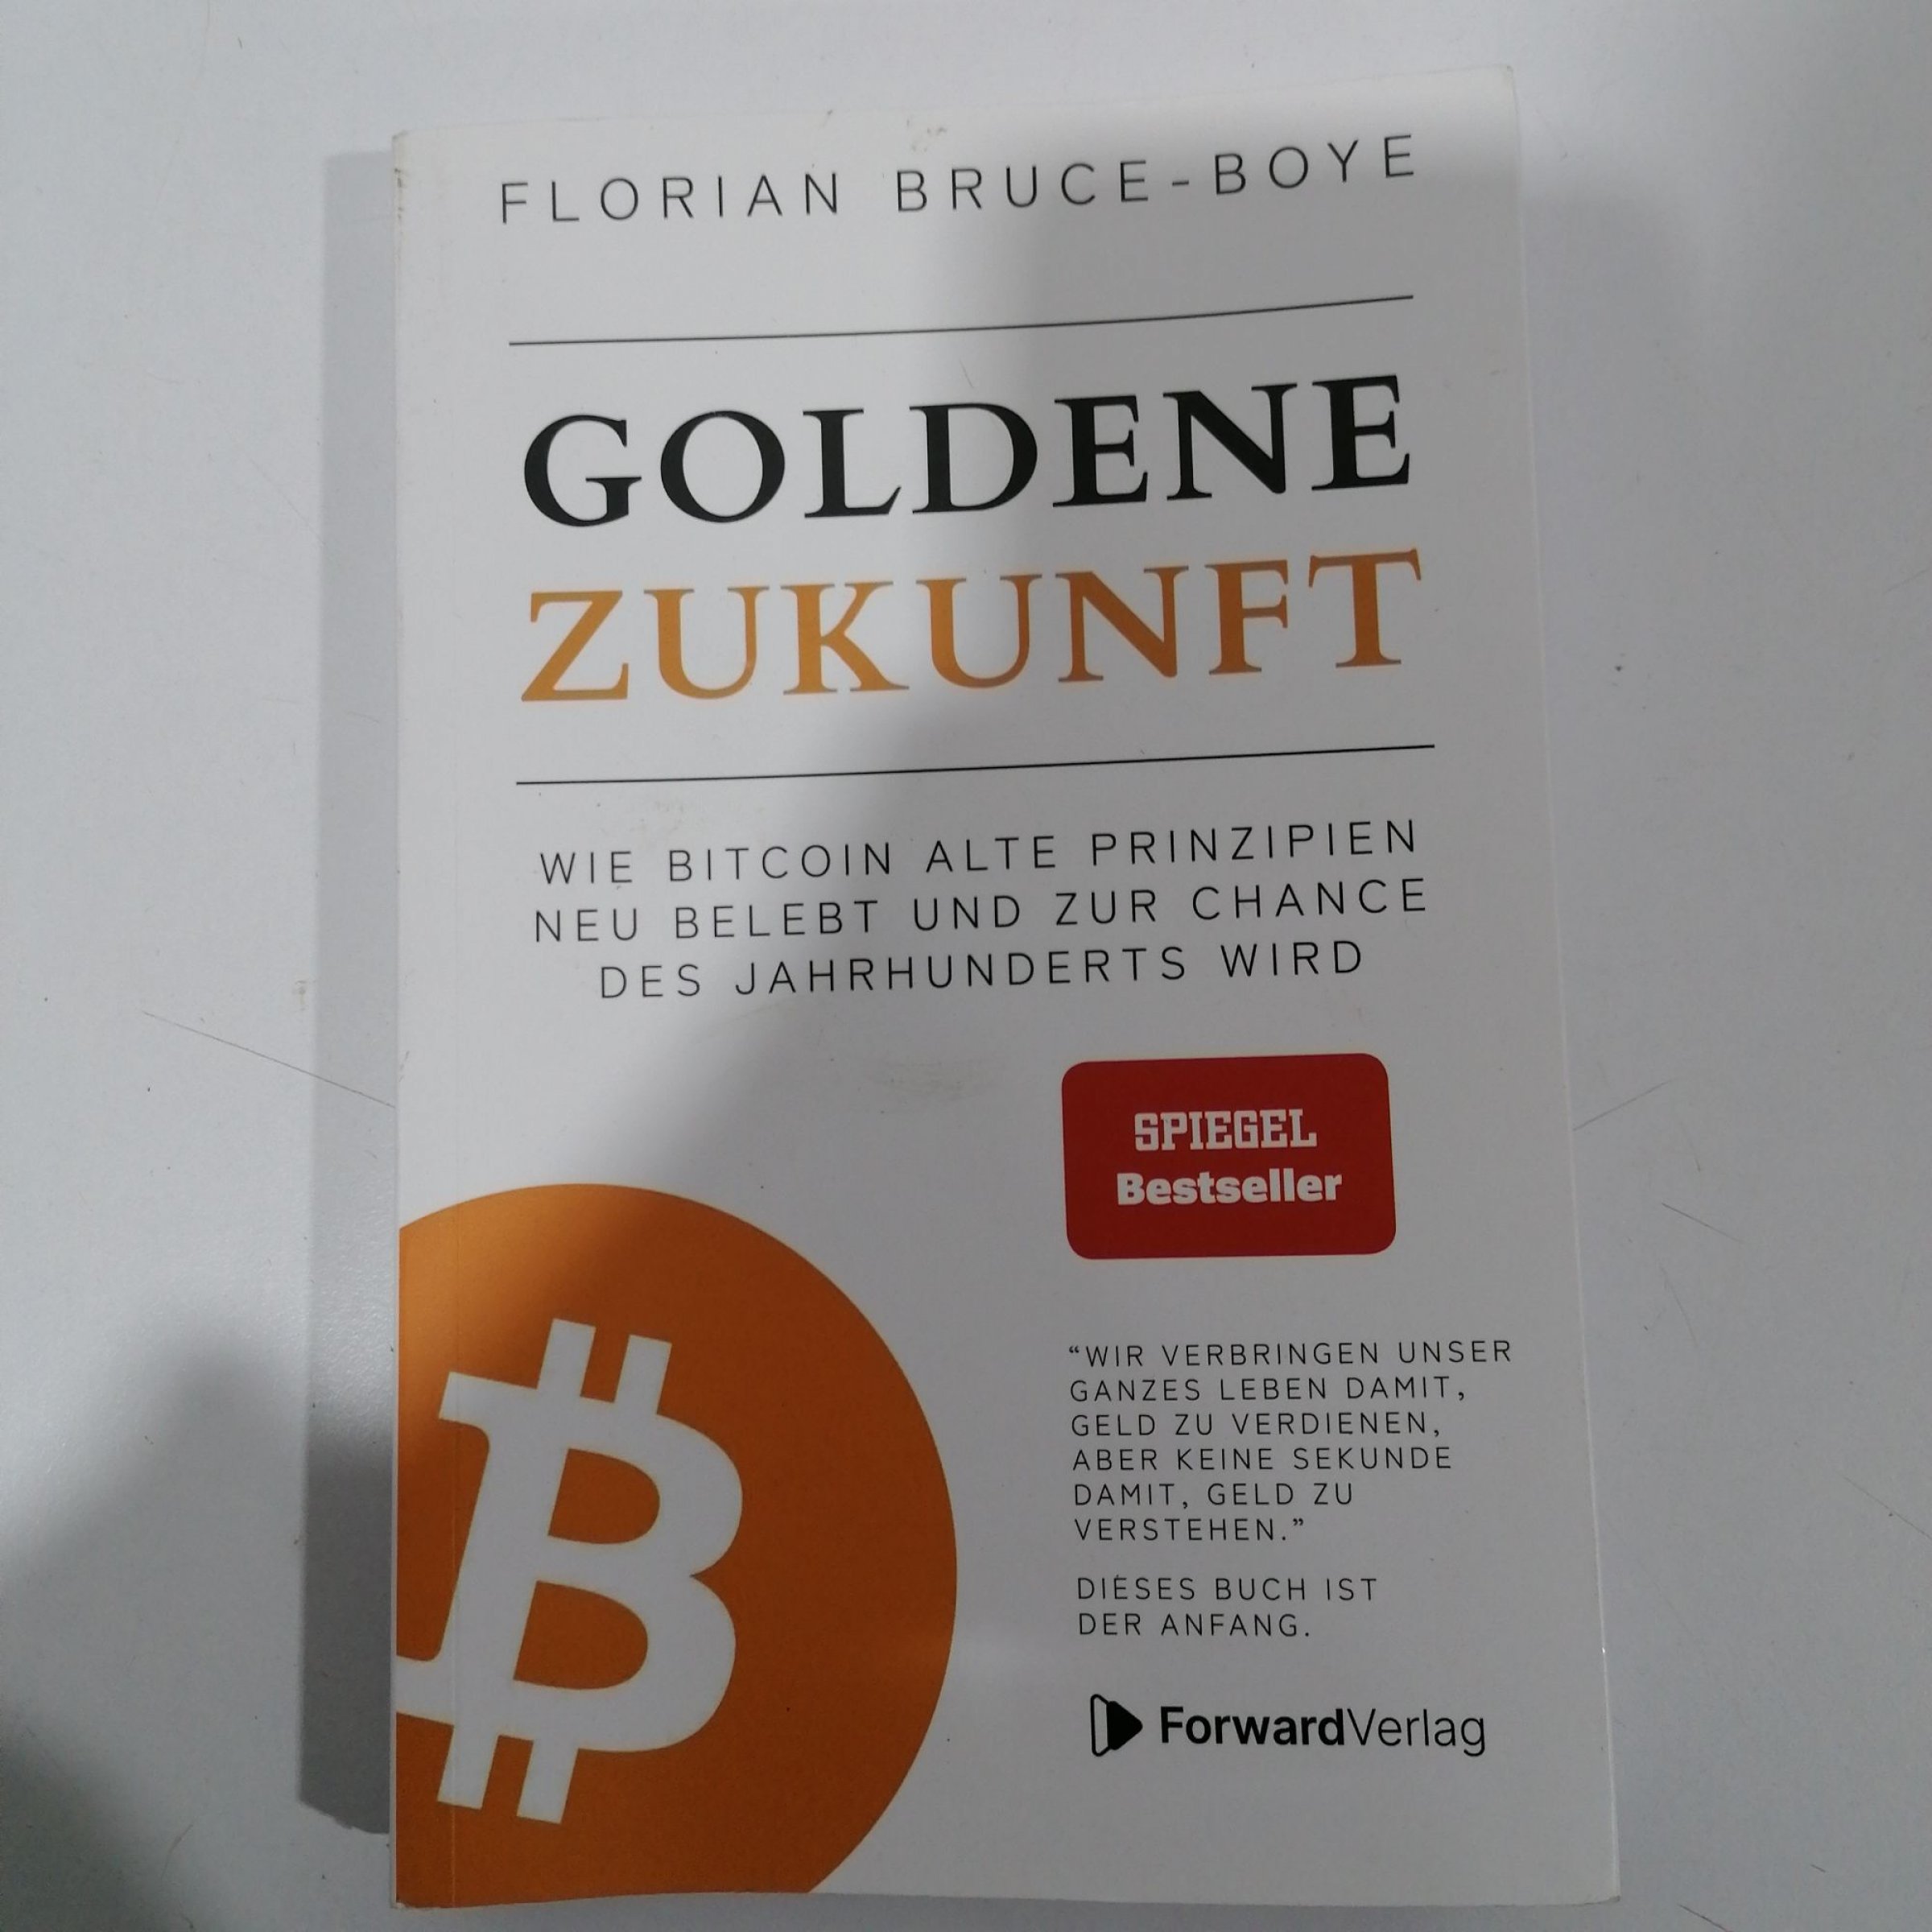 FLORIAN BRUCE-BOYE
GOLDENE
ZUKUNFT
WIE BITCOIN ALTE PRINZIPIEN
NEU BELEBT UND ZUR CHANCE
DES JAHRHUNDERTS WIRD
SPIEGEL
Bestseller
“WIR VERBRINGEN UNSER
GANZES LEBEN DAMIT,
GELD ZU VERDIENEN,
ABER KEINE SEKUNDE
DAMIT, GELD ZU
VERSTEHEN.”
DIESES BUCH IST
DER ANFANG.
ForwardVerlag